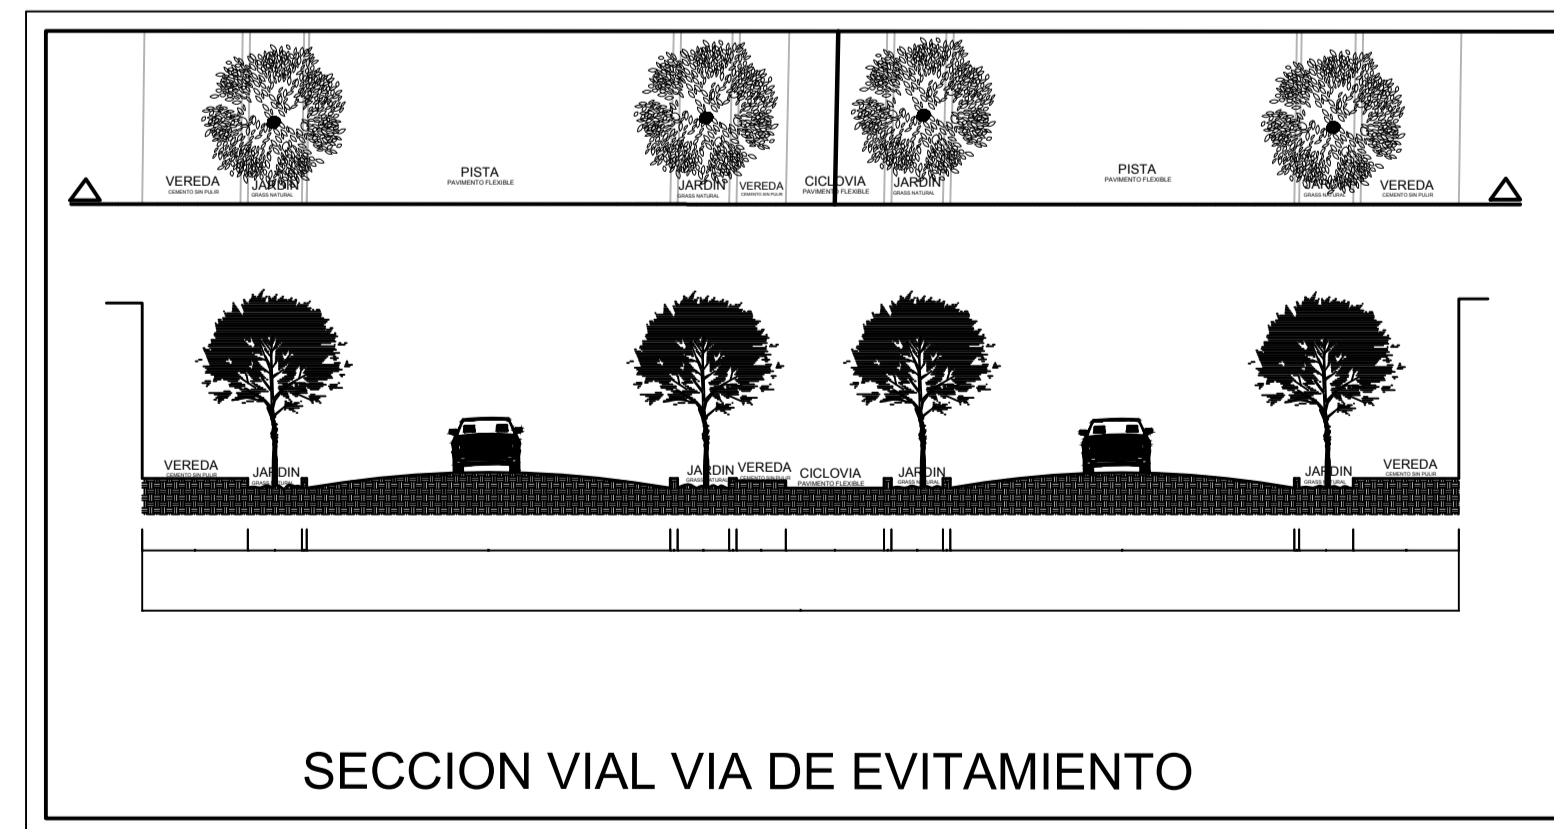 VEREDA
CEMENTO SIN PULIR
JARDIN
GRASS NATURAL
PISTA
PAVIMENTO FLEXIBLE
JARDIN
GRASS NATURAL
VEREDA
CEMENTO SIN PULIR
CICLOVIA
PAVIMENTO FLEXIBLE
JARDIN
GRASS NATURAL
PISTA
PAVIMENTO FLEXIBLE
JARDIN
GRASS NATURAL
VEREDA
CEMENTO SIN PULIR
VEREDA
CEMENTO SIN PULIR
JARDIN
GRASS NATURAL
JARDIN
GRASS NATURAL
VEREDA
CEMENTO SIN PULIR
CICLOVIA
PAVIMENTO FLEXIBLE
JARDIN
GRASS NATURAL
JARDIN
GRASS NATURAL
VEREDA
CEMENTO SIN PULIR
SECCION VIAL VIA DE EVITAMIENTO